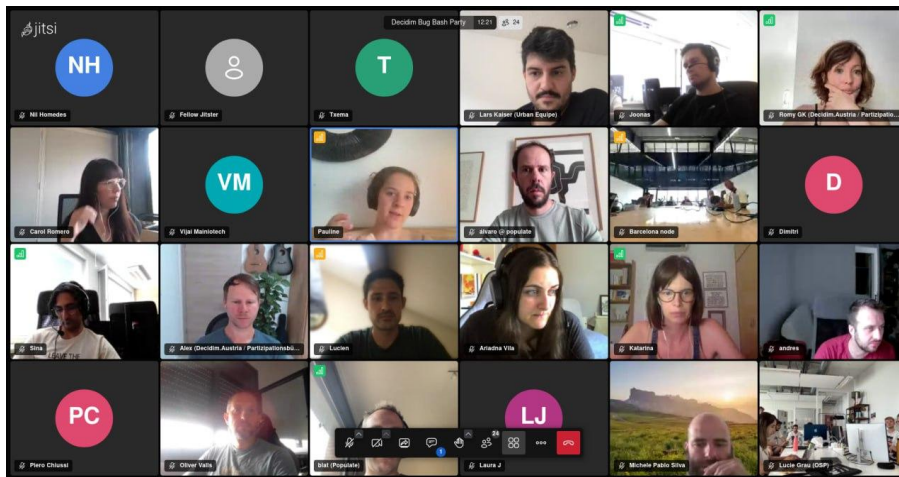 jitsi
Decidim Bug Bash Party 12:21 24
NH
Nil Homedes
Fellow Jitster
T
Txema
Lars Kaiser (Urban Equipe)
Joonas
Romy GK (Decidim.Austria / Partizipatio...
Carol Romero
VM
Vijai Mainiotech
Pauline
álvaro @ populate
Barcelona node
D
Dimitri
Sina
Alex (Decidim.Austria / Partizipationsbü...
Lucien
Ariadna Vila
Katarina
andres
PC
Piero Chiussi
Oliver Valls
blat (Populate)
LJ
Laura J
24
1
Michele Pablo Silva
Lucie Grau (OSP)